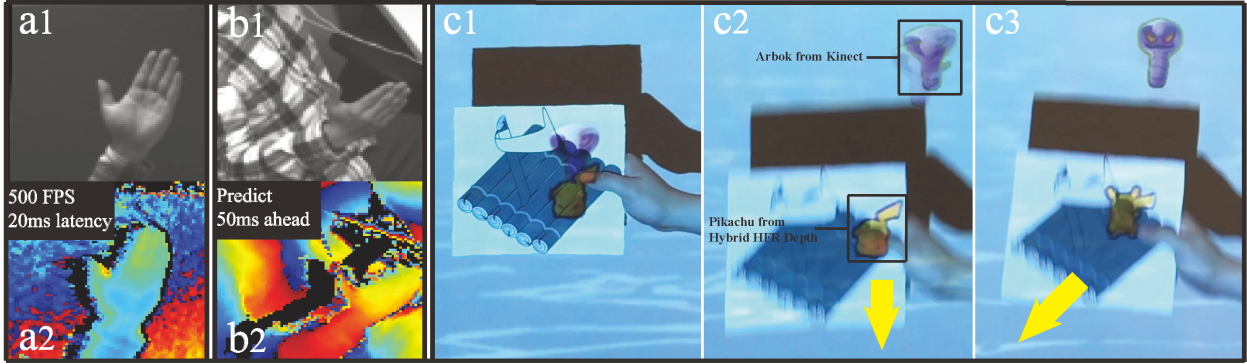 a1
500 FPS
20ms latency
a2
b1
Predict
50ms ahead
b2
c1
c2
Arbok from Kinect
Pikachu from
Hybrid HFR Depth
c3